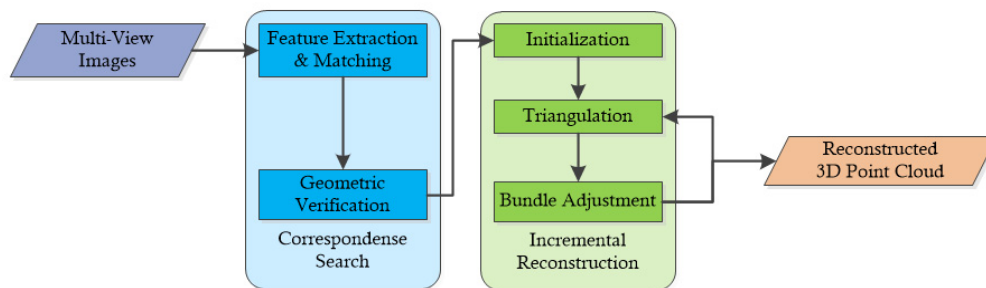 Multi-View
Images
Feature Extraction
& Matching
Geometric
Verification
Correspondense
Search
Initialization
Triangulation
Bundle Adjustment
Incremental
Reconstruction
Reconstructed
3D Point Cloud